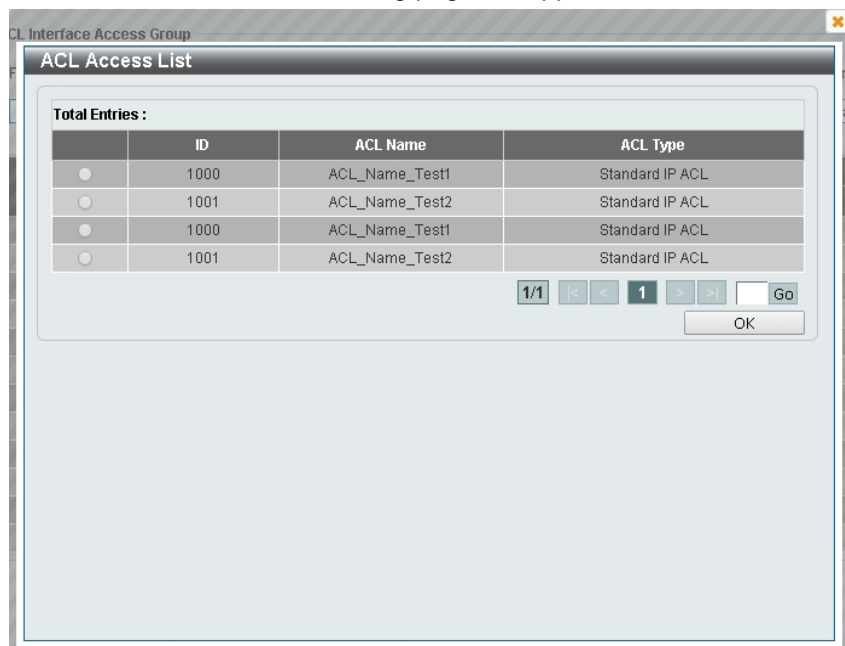 CL Interface Access Group
ACL Access List
Total Entries :
ID ACL Name ACL Type
1000 ACL_Name_Test1 Standard IP ACL
1001 ACL_Name_Test2 Standard IP ACL
1000 ACL_Name_Test1 Standard IP ACL
1001 ACL_Name_Test2 Standard IP ACL
1/1 |< < 1 > >| Go
OK